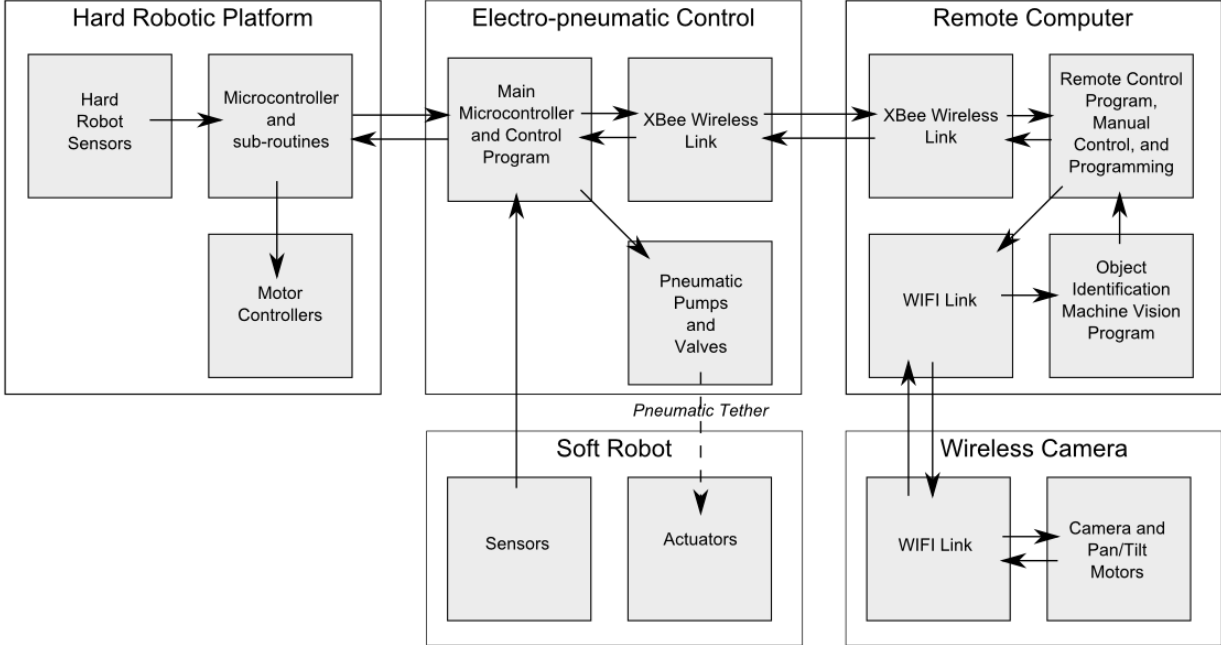 Hard Robotic Platform
Hard
Robot
Sensors
Microcontroller
and
sub-routines
Motor
Controllers
Electro-pneumatic Control
Main
Microcontroller
and Control
Program
XBee Wireless
Link
Pneumatic
Pumps
and
Valves
Pneumatic Tether
Remote Computer
XBee Wireless
Link
Remote Control
Program,
Manual
Control, and
Programming
WIFI Link
Object
Identification
Machine Vision
Program
Soft Robot
Sensors
Actuators
Wireless Camera
WIFI Link
Camera and
Pan/Tilt
Motors